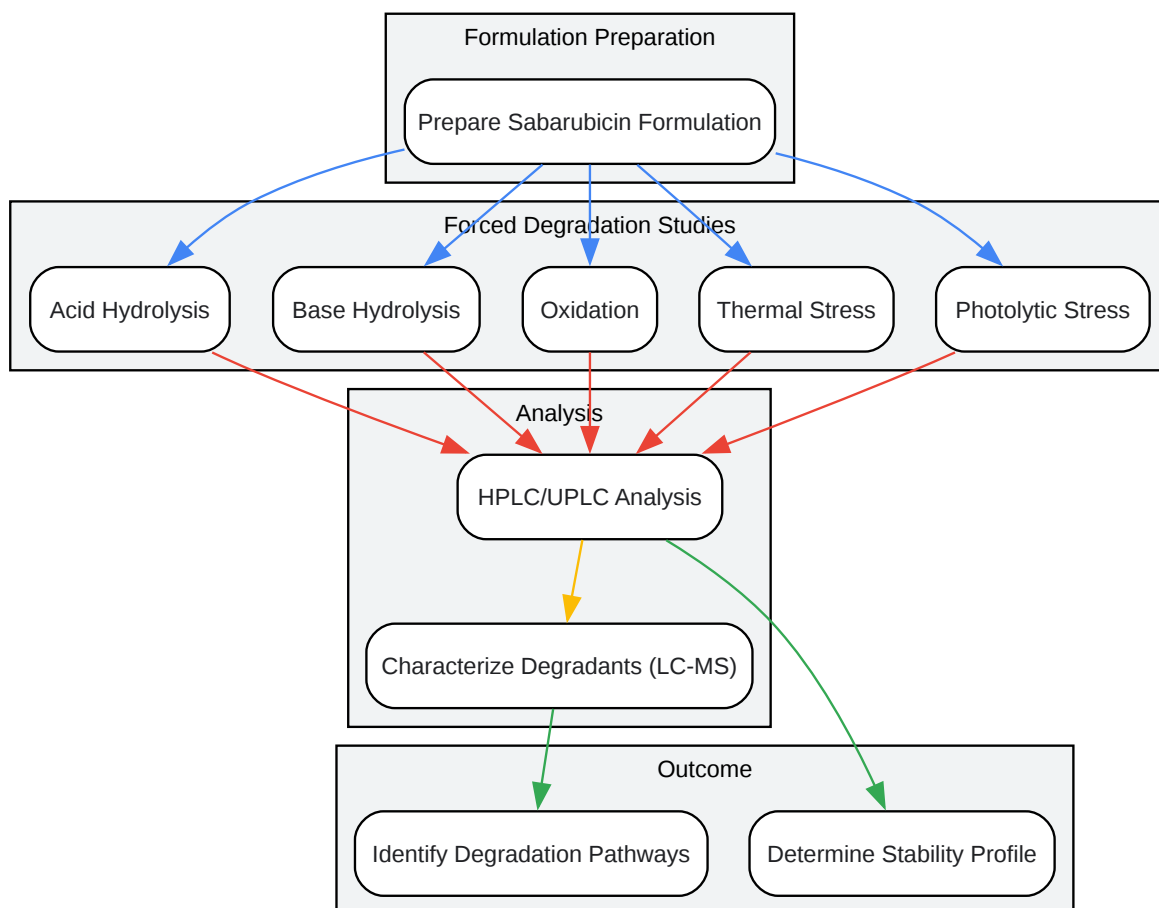 Formulation Preparation
Prepare Sabarubicin Formulation
Forced Degradation Studies
Acid Hydrolysis
Base Hydrolysis
Oxidation
Thermal Stress
Photolytic Stress
Analysis
HPLC/UPLC Analysis
Characterize Degradants (LC-MS)
Outcome
Identify Degradation Pathways
Determine Stability Profile